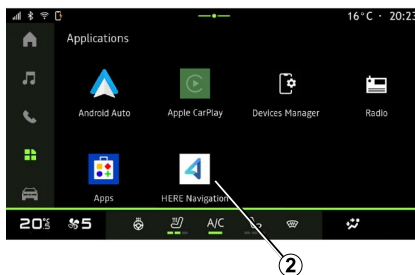 16°C · 20:23
Applications
Android Auto
Apple CarPlay
Devices Manager
Radio
Apps
HERE Navigation
20.5
5
A/C
2